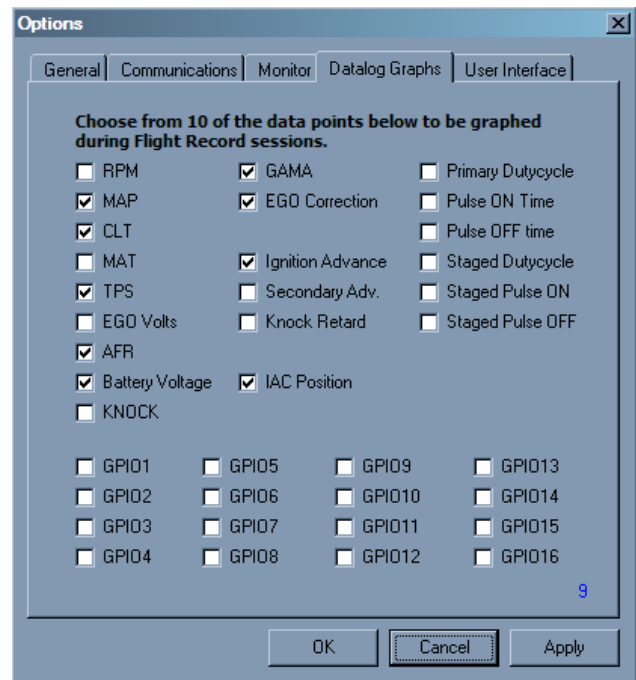 Options
General Communications Monitor Datalog Graphs User Interface
Choose from 10 of the data points below to be graphed
during Flight Record sessions.
RPM GAMA Primary Dutycycle
MAP EGO Correction Pulse ON Time
CLT Pulse OFF time
MAT Ignition Advance Staged Dutycycle
TPS Secondary Adv. Staged Pulse ON
EGO Volts Knock Retard Staged Pulse OFF
AFR
Battery Voltage IAC Position
KNOCK
GPIO1 GPIO5 GPIO9 GPIO13
GPIO2 GPIO6 GPIO10 GPIO14
GPIO3 GPIO7 GPIO11 GPIO15
GPIO4 GPIO8 GPIO12 GPIO16
9
OK Cancel Apply